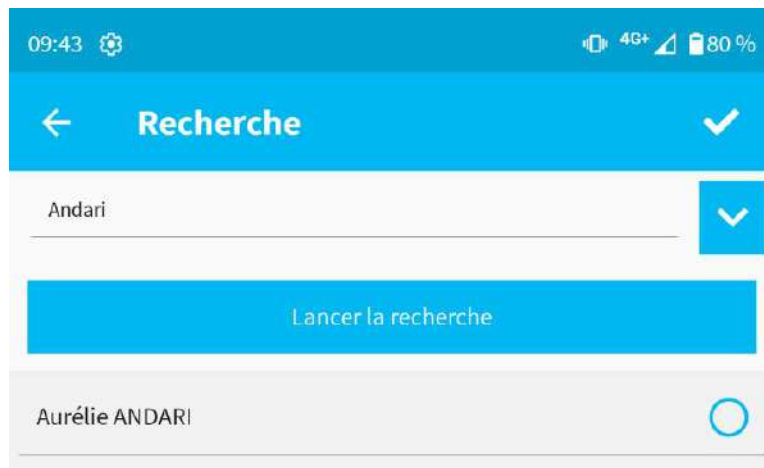 09:43 4G+ 80 %
Recherche
Andari
Lancer la recherche
Aurélie ANDARI